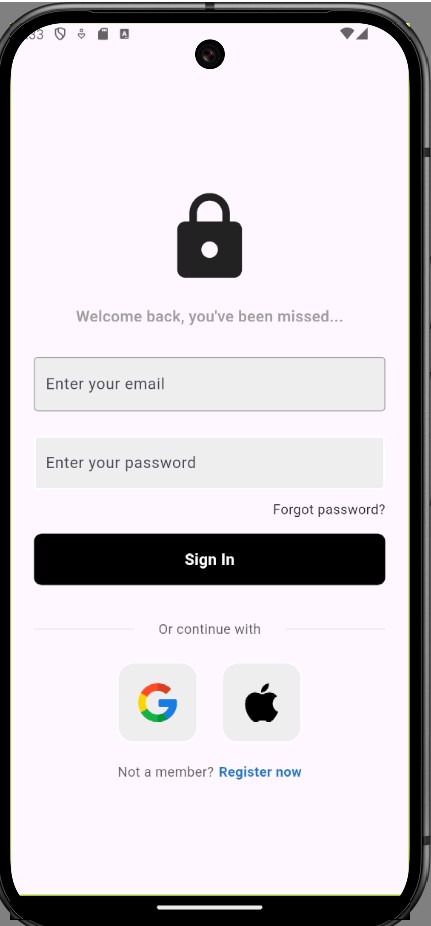 Welcome back, you've been missed...
Enter your email
Enter your password
Forgot password?
Sign In
Or continue with
Not a member? Register now